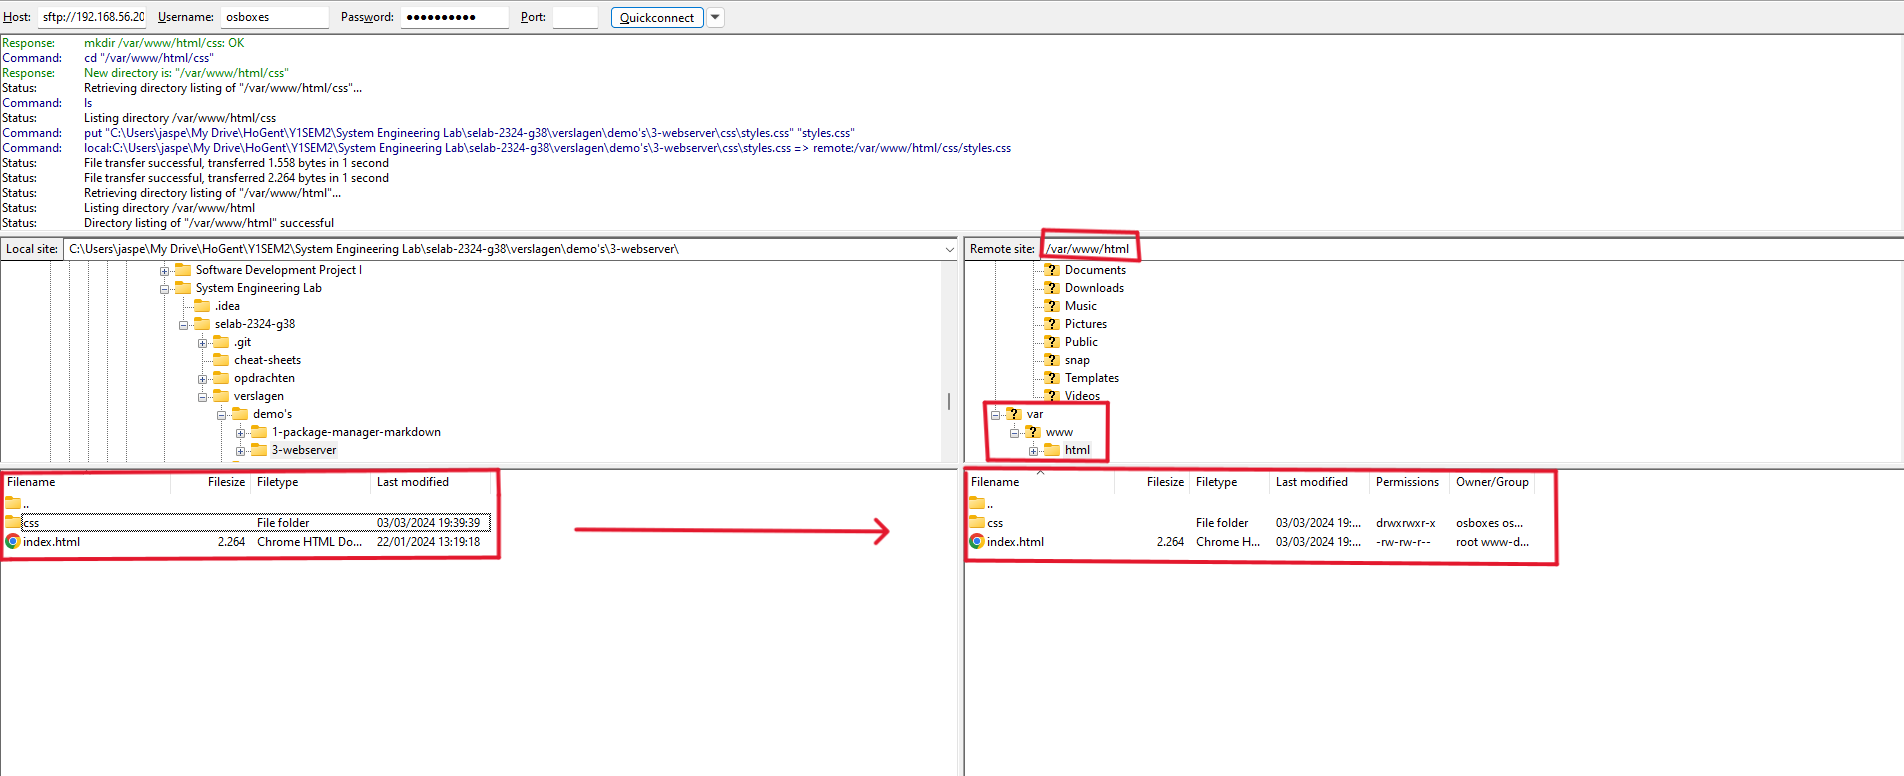 Host: sftp://192.168.56.20 Username: osboxes Password: ●●●●●●●●●● Port: Quickconnect
Response: mkdir /var/www/html/css: OK
Command: cd "/var/www/html/css"
Response: New directory is: "/var/www/html/css"
Status: Retrieving directory listing of "/var/www/html/css"...
Command: ls
Status: Listing directory /var/www/html/css
Command: put "C:\Users\jaspe\My Drive\HoGent\Y1SEM2\System Engineering Lab\selab-2324-g38\verslagen\demo's\3-webserver\css\styles.css" "styles.css"
Command: local:C:\Users\jaspe\My Drive\HoGent\Y1SEM2\System Engineering Lab\selab-2324-g38\verslagen\demo's\3-webserver\css\styles.css => remote:/var/www/html/css/styles.css
Status: File transfer successful, transferred 1.558 bytes in 1 second
Status: File transfer successful, transferred 2.264 bytes in 1 second
Status: Retrieving directory listing of "/var/www/html"...
Status: Listing directory /var/www/html
Status: Directory listing of "/var/www/html" successful
Local site: C:\Users\jaspe\My Drive\HoGent\Y1SEM2\System Engineering Lab\selab-2324-g38\verslagen\demo's\3-webserver\
Software Development Project I
System Engineering Lab
.idea
selab-2324-g38
.git
cheat-sheets
opdrachten
verslagen
demo's
1-package-manager-markdown
3-webserver
Filename Filesize Filetype Last modified
..
css File folder 03/03/2024 19:39:39
index.html 2.264 Chrome HTML Do... 22/01/2024 13:19:18
Remote site: /var/www/html
Documents
Downloads
Music
Pictures
Public
snap
Templates
Videos
var
www
html
Filename Filesize Filetype Last modified Permissions Owner/Group
..
css File folder 03/03/2024 19:... drwxrwxr-x osboxes os...
index.html 2.264 Chrome H... 03/03/2024 19:... -rw-rw-r-- root www-d...